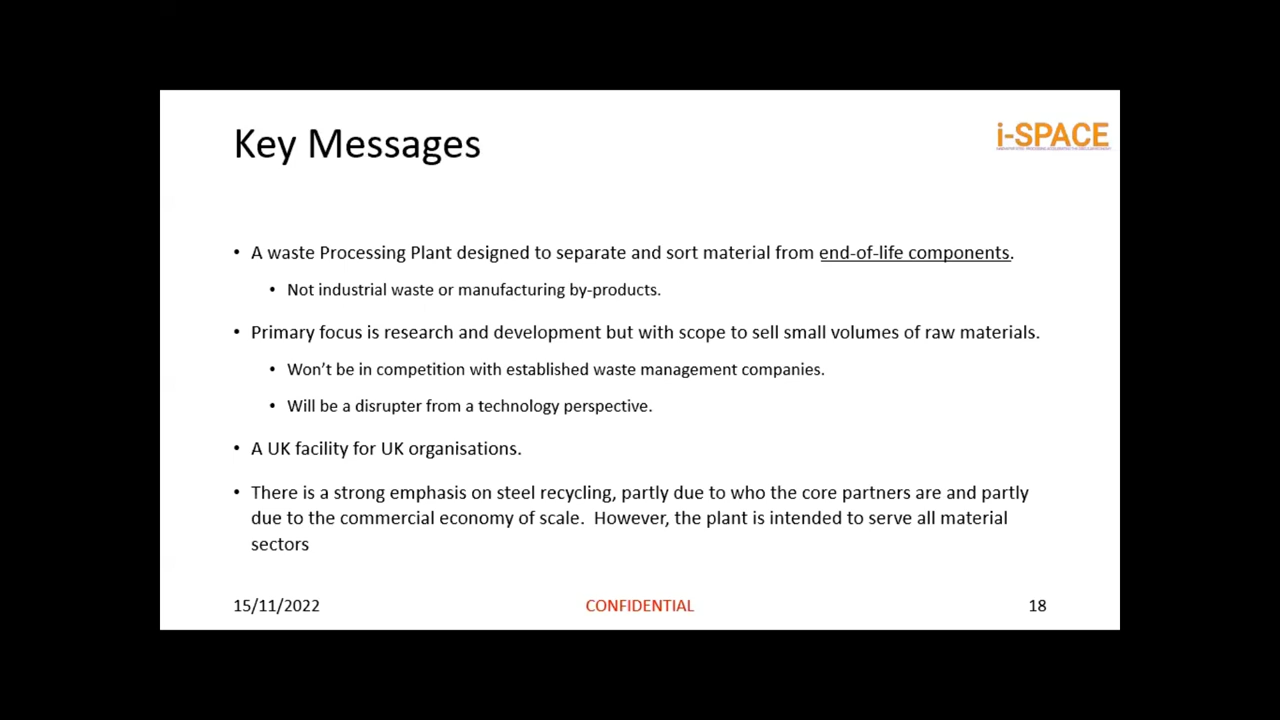 Key Messages
i-SPACE
• A waste Processing Plant designed to separate and sort material from end-of-life components.
• Not industrial waste or manufacturing by-products.
• Primary focus is research and development but with scope to sell small volumes of raw materials.
• Won’t be in competition with established waste management companies.
• Will be a disrupter from a technology perspective.
• A UK facility for UK organisations.
• There is a strong emphasis on steel recycling, partly due to who the core partners are and partly
due to the commercial economy of scale.  However, the plant is intended to serve all material
sectors
15/11/2022
CONFIDENTIAL
18